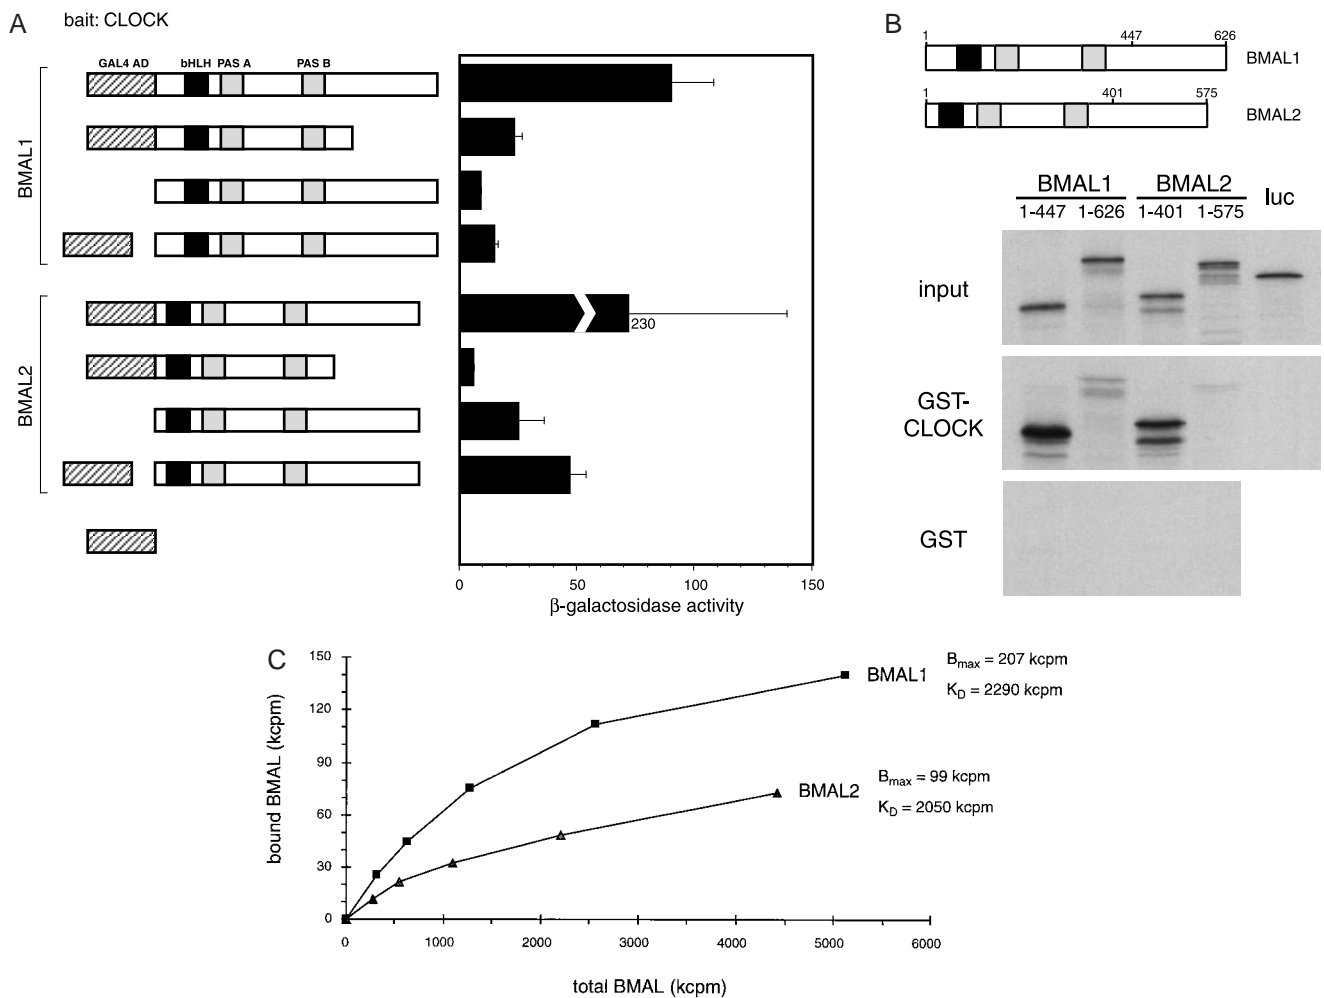 A
bait: CLOCK
GAL4 AD bHLH PAS A PAS B
BMAL1
BMAL2
230
0 50 100 150
β-galactosidase activity
B
1 447 626
BMAL1
1 401 575
BMAL2
BMAL1 BMAL2 luc
1-447 1-626 1-401 1-575
input
GST-
CLOCK
GST
C
150
120
90
60
30
0
bound BMAL (kcpm)
0 1000 2000 3000 4000 5000 6000
total BMAL (kcpm)
BMAL1
Bmax = 207 kcpm
KD = 2290 kcpm
BMAL2
Bmax = 99 kcpm
KD = 2050 kcpm